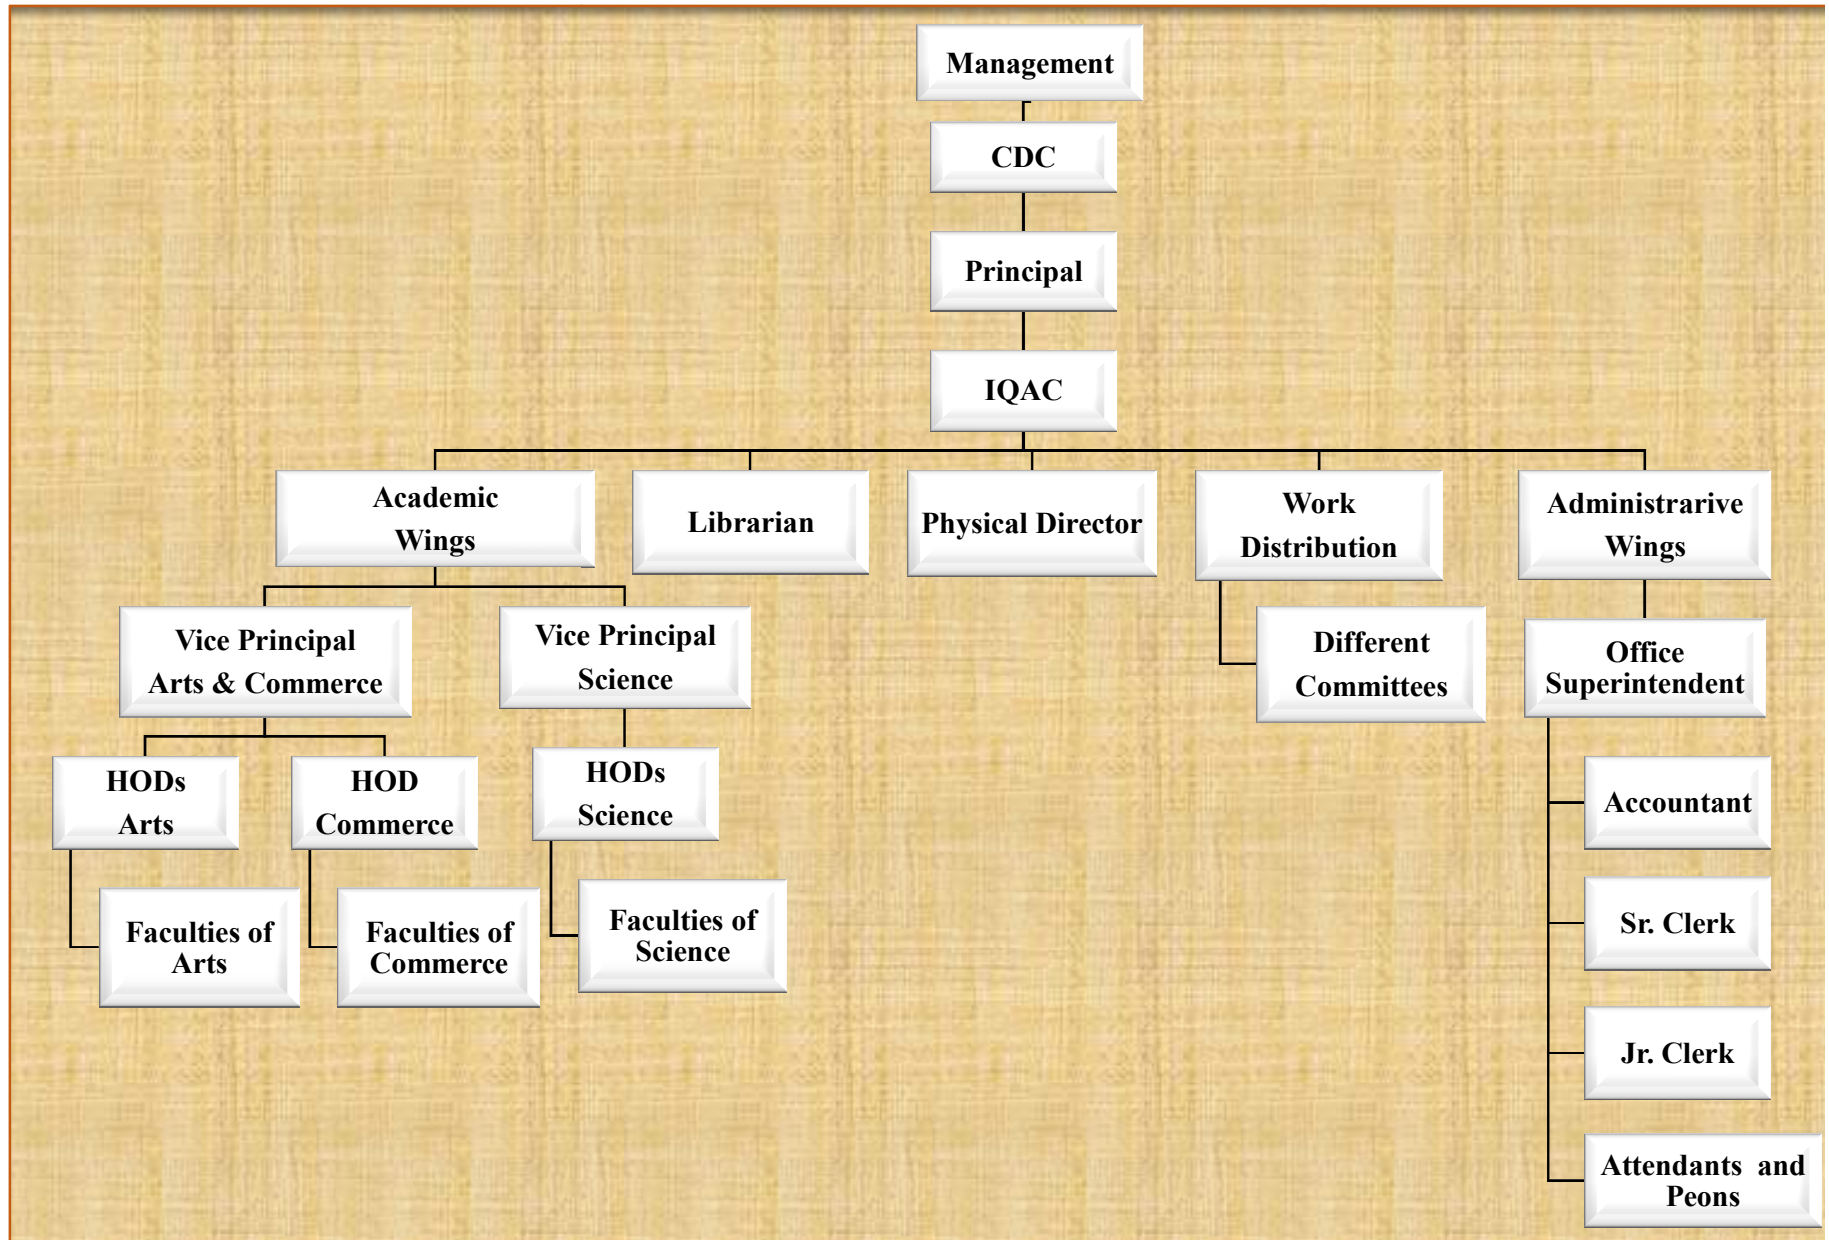 Management
CDC
Principal
IQAC
Academic
Wings
Librarian
Physical Director
Work
Distribution
Administrarive
Wings
Vice Principal
Arts & Commerce
Vice Principal
Science
Different
Committees
Office
Superintendent
HODs
Arts
HOD
Commerce
HODs
Science
Accountant
Faculties of
Arts
Faculties of
Commerce
Faculties of
Science
Sr. Clerk
Jr. Clerk
Attendants and
Peons